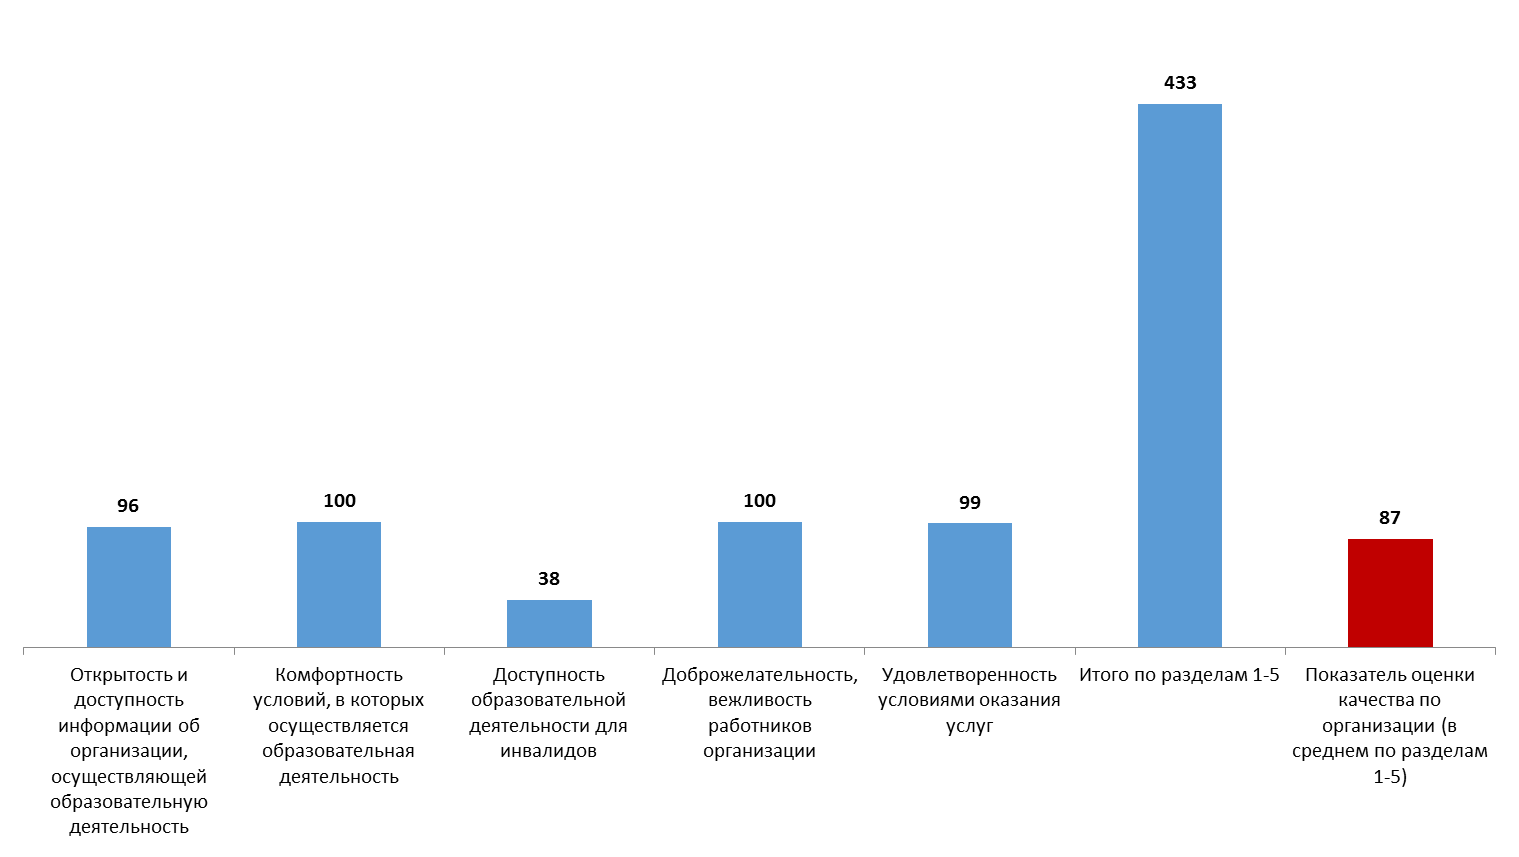 433
96
100
38
100
99
87
Открытость и
доступность
информации об
организации,
осуществляющей
образовательную
деятельность
Комфортность
условий, в которых
осуществляется
образовательная
деятельность
Доступность
образовательной
деятельности для
инвалидов
Доброжелательность,
вежливость
работников
организации
Удовлетворенность
условиями оказания
услуг
Итого по разделам 1-5
Показатель оценки
качества по
организации (в
среднем по разделам
1-5)